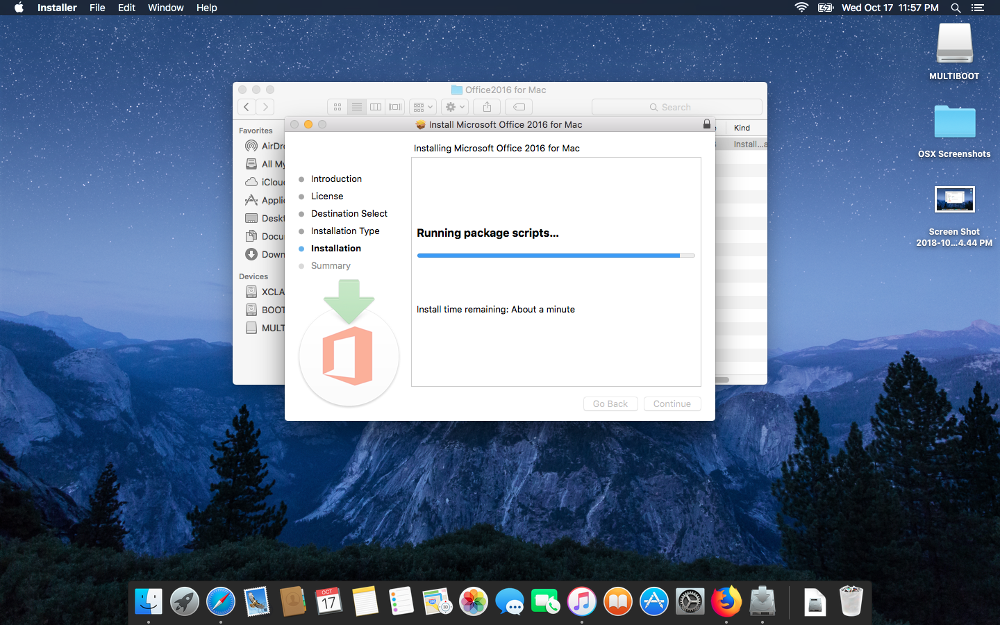 Installer File Edit Window Help
Wed Oct 17 11:57 PM
MULTIBOOT
OSX Screenshots
Screen Shot
2018-10...4.44 PM
Office2016 for Mac
Search
Favorites
AirDr
All My
iClou
Appli
Deskt
Docu
Down
Devices
XCLA
BOOT
MULT
Kind
Install...a
Install Microsoft Office 2016 for Mac
Installing Microsoft Office 2016 for Mac
Introduction
License
Destination Select
Installation Type
Installation
Summary
Running package scripts...
Install time remaining: About a minute
Go Back
Continue
OCT
17